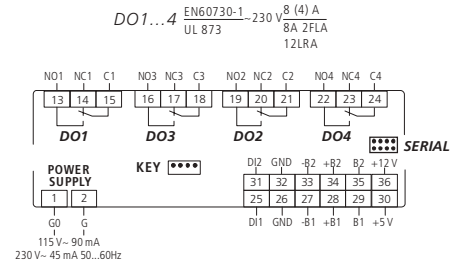 DO1...4 EN60730-1 ~230 V 8 (4) A
UL 873 8A 2FLA
12LRA
NO1 NC1 C1 NO3 NC3 C3 NO2 NC2 C2 NO4 NC4 C4
13 14 15 16 17 18 19 20 21 22 23 24
DO1 DO3 DO2 DO4
SERIAL
POWER SUPPLY
KEY
DI2 GND -B2 +B2 B2 +12 V
31 32 33 34 35 36
1 2 25 26 27 28 29 30
G0 G DI1 GND -B1 +B1 B1 +5 V
115 V~ 90 mA
230 V~ 45 mA 50...60Hz